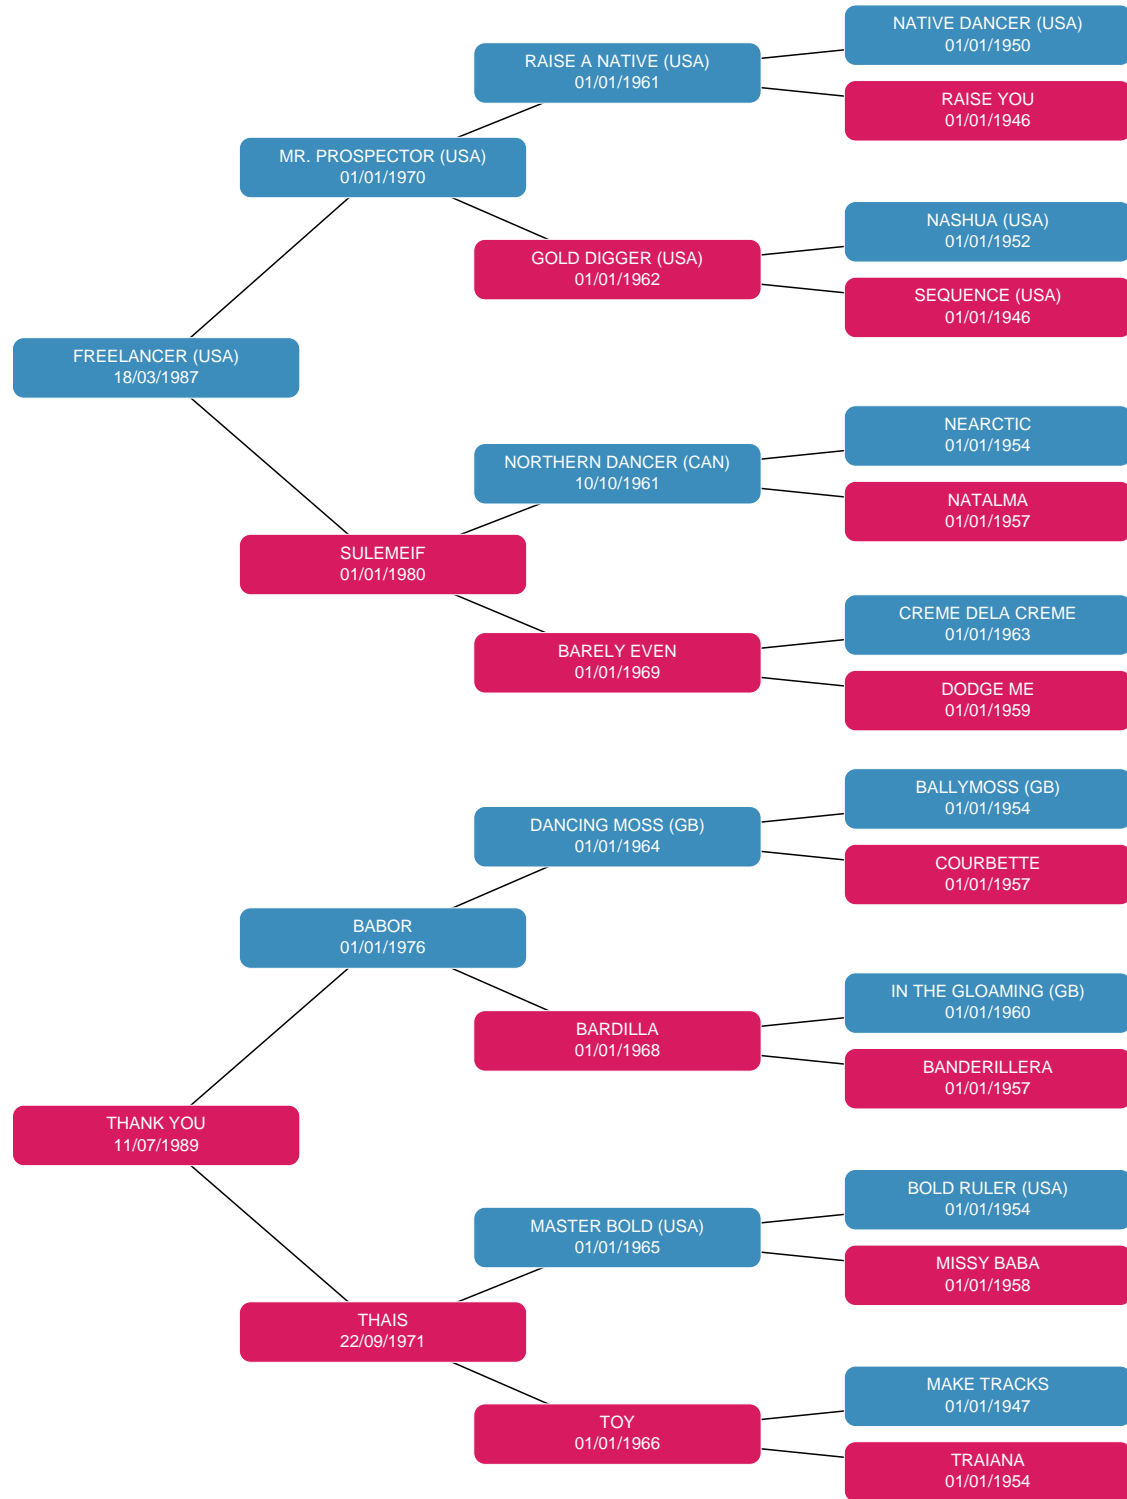 NATIVE DANCER (USA)
01/01/1950
RAISE A NATIVE (USA)
01/01/1961
RAISE YOU
01/01/1946
MR. PROSPECTOR (USA)
01/01/1970
NASHUA (USA)
01/01/1952
GOLD DIGGER (USA)
01/01/1962
SEQUENCE (USA)
01/01/1946
FREELANCER (USA)
18/03/1987
NEARCTIC
01/01/1954
NORTHERN DANCER (CAN)
10/10/1961
NATALMA
01/01/1957
SULEMEIF
01/01/1980
CREME DELA CREME
01/01/1963
BARELY EVEN
01/01/1969
DODGE ME
01/01/1959
BALLYMOSS (GB)
01/01/1954
DANCING MOSS (GB)
01/01/1964
COURBETTE
01/01/1957
BABOR
01/01/1976
IN THE GLOAMING (GB)
01/01/1960
BARDILLA
01/01/1968
BANDERILLERA
01/01/1957
THANK YOU
11/07/1989
BOLD RULER (USA)
01/01/1954
MASTER BOLD (USA)
01/01/1965
MISSY BABA
01/01/1958
THAIS
22/09/1971
MAKE TRACKS
01/01/1947
TOY
01/01/1966
TRAIANA
01/01/1954